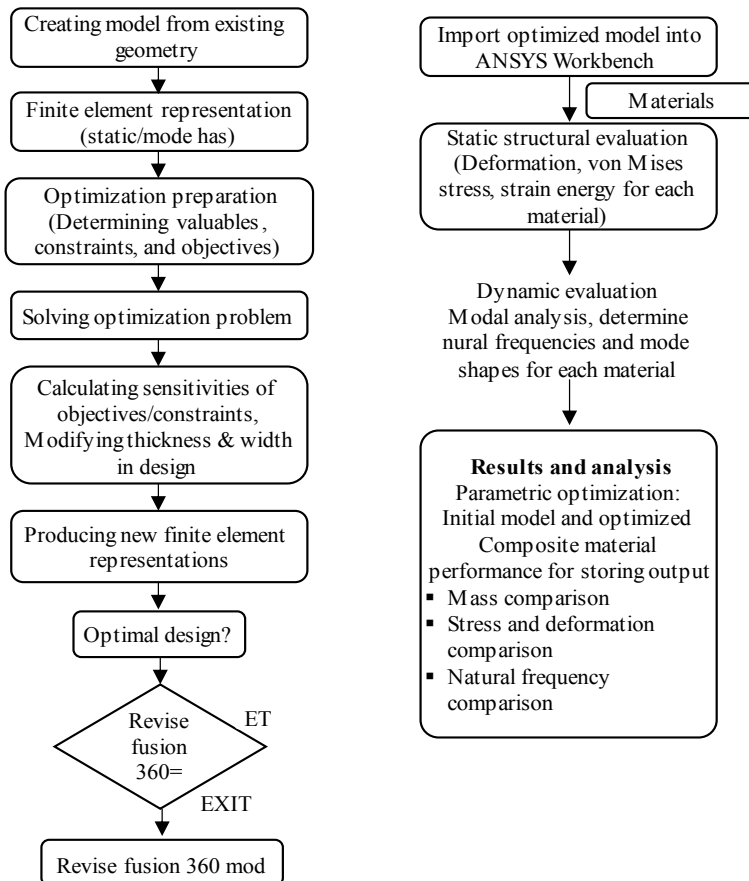 Creating model from existing
geometry
Finite element representation
(static/mode has)
Optimization preparation
(Determining valuables,
constraints, and objectives)
Solving optimization problem
Calculating sensitivities of
objectives/constraints,
Modifying thickness & width
in design
Producing new finite element
representations
Optimal design?
Revise
fusion
360=
ET
EXIT
Revise fusion 360 mod
Import optimized model into
ANSYS Workbench
Materials
Static structural evaluation
(Deformation, von Mises
stress, strain energy for each
material)
Dynamic evaluation
Modal analysis, determine
nural frequencies and mode
shapes for each material
Results and analysis
Parametric optimization:
Initial model and optimized
Composite material
performance for storing output
▪ Mass comparison
▪ Stress and deformation
comparison
▪ Natural frequency
comparison